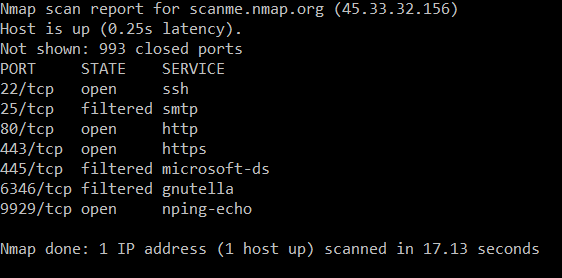 Nmap scan report for scanme.nmap.org (45.33.32.156)
Host is up (0.25s latency).
Not shown: 993 closed ports
PORT     STATE    SERVICE
22/tcp   open     ssh
25/tcp   filtered smtp
80/tcp   open     http
443/tcp  open     https
445/tcp  filtered microsoft-ds
6346/tcp filtered gnutella
9929/tcp open     nping-echo

Nmap done: 1 IP address (1 host up) scanned in 17.13 seconds